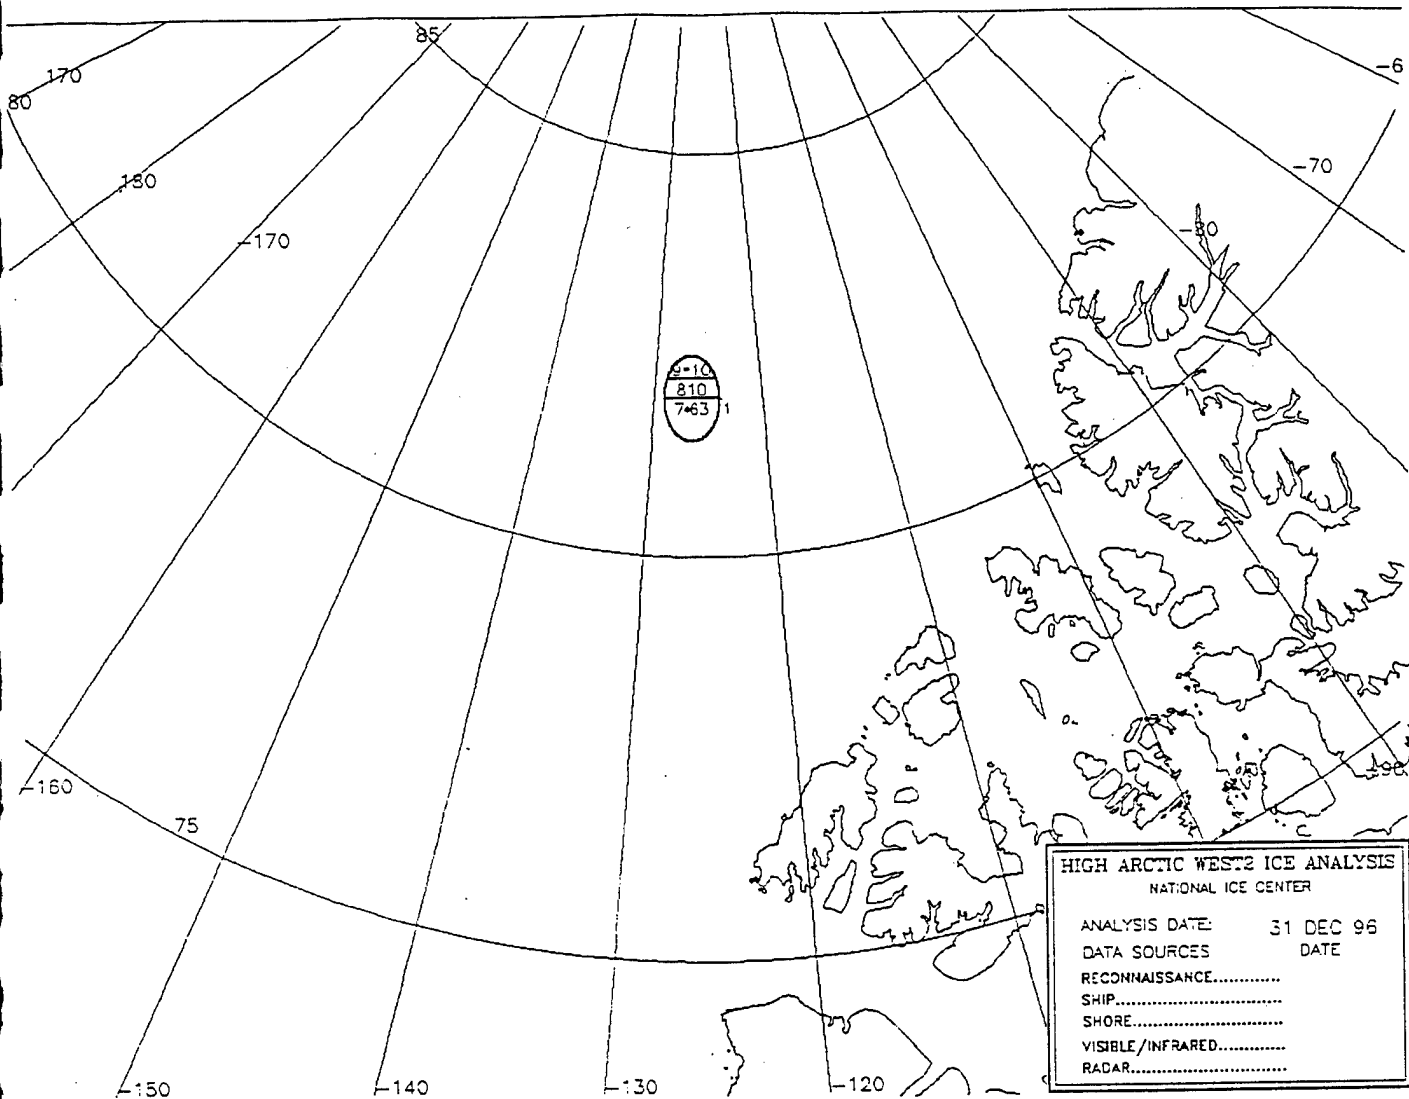 85
170
-6
80
-70
180
-80
-170
9-10
810
7•63 1
-160
-90
75
HIGH ARCTIC WEST2 ICE ANALYSIS
NATIONAL ICE CENTER
ANALYSIS DATE: 31 DEC 96
DATA SOURCES DATE
RECONNAISSANCE............
SHIP..............................
SHORE...........................
VISIBLE/INFRARED............
RADAR............................
-150
-140
-130
-120